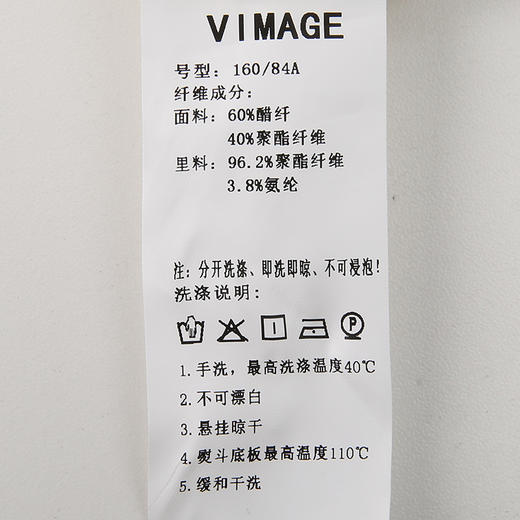 VIMAGE
号型: 160/84A
纤维成分:
面料: 60%醋纤
40%聚酯纤维
里料: 96.2%聚酯纤维
3.8%氨纶
注: 分开洗涤、即洗即晾、不可浸泡!
洗涤说明:
P
1. 手洗, 最高洗涤温度40℃
2. 不可漂白
3. 悬挂晾干
4. 熨斗底板最高温度110℃
5. 缓和干洗